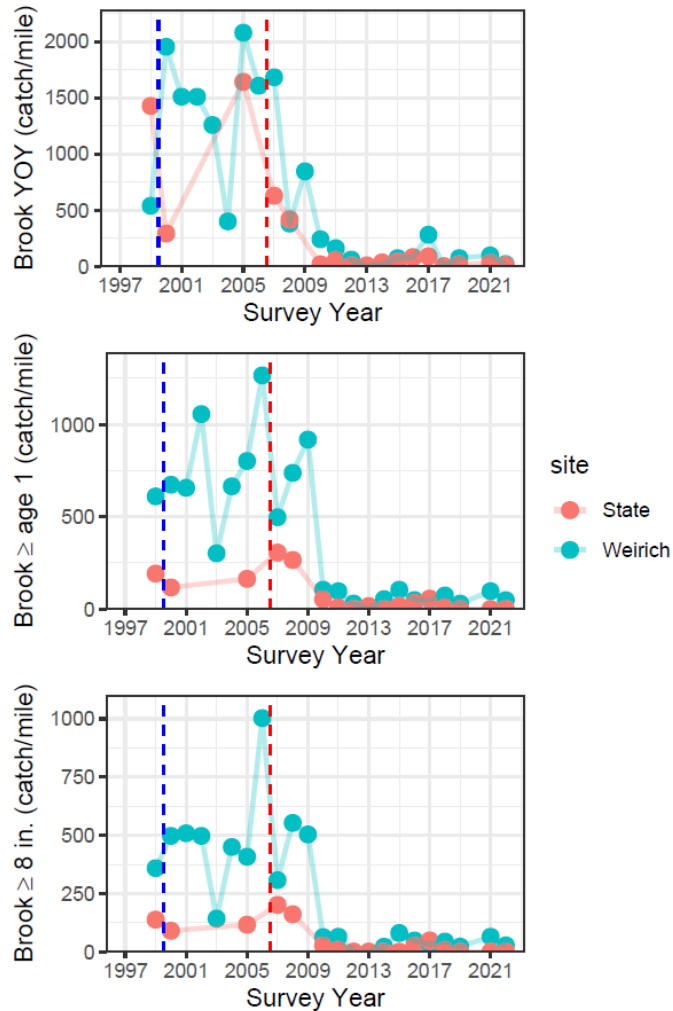 Brook YOY (catch/mile)
2000
1500
1000
500
0
1997 2001 2005 2009 2013 2017 2021
Survey Year
Brook ≥ age 1 (catch/mile)
1000
500
0
1997 2001 2005 2009 2013 2017 2021
Survey Year
site
State
Weirich
Brook ≥ 8 in. (catch/mile)
1000
750
500
250
0
1997 2001 2005 2009 2013 2017 2021
Survey Year